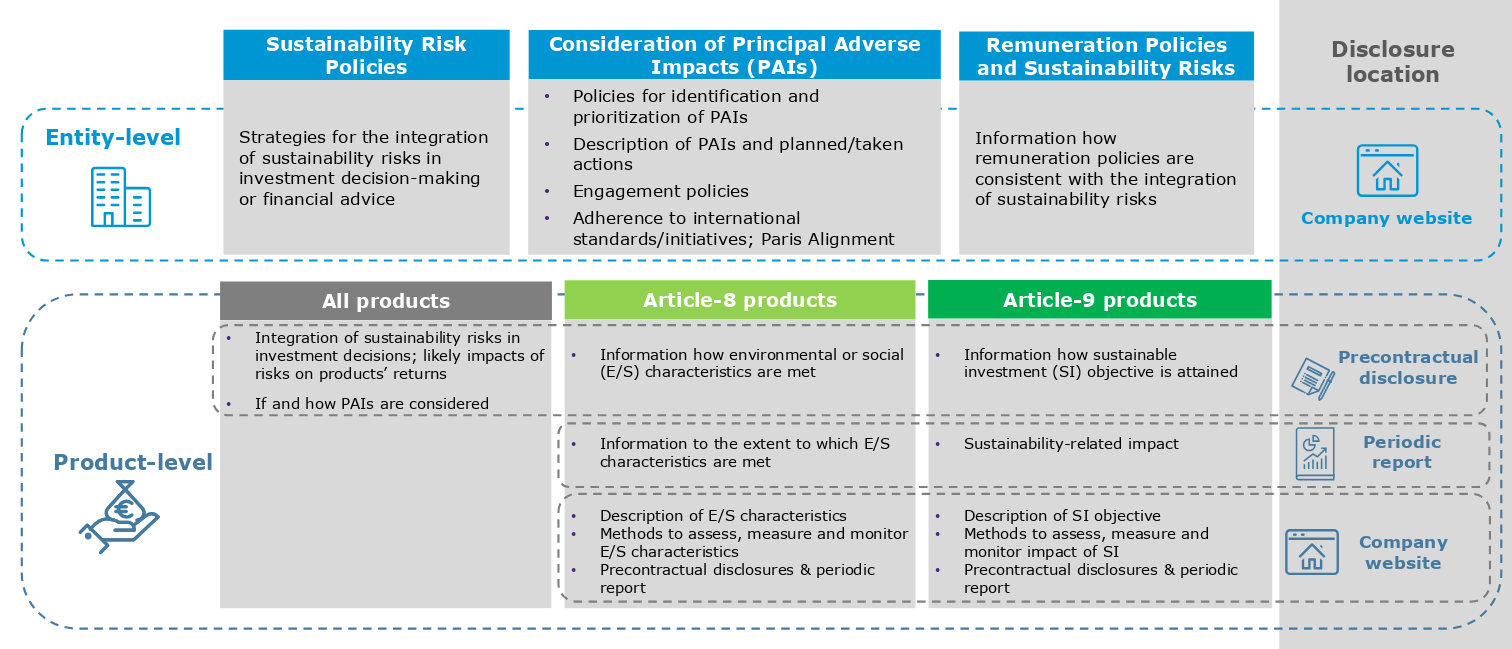 Sustainability Risk
Policies
Consideration of Principal Adverse
Impacts (PAIs)
Remuneration Policies
and Sustainability Risks
Disclosure
location
Entity-level
Strategies for the integration
of sustainability risks in
investment decision-making
or financial advice
• Policies for identification and
prioritization of PAIs
• Description of PAIs and planned/taken
actions
• Engagement policies
• Adherence to international
standards/initiatives; Paris Alignment
Information how
remuneration policies are
consistent with the integration
of sustainability risks
Company website
Product-level
All products
Article-8 products
Article-9 products
• Integration of sustainability risks in
investment decisions; likely impacts of
risks on products’ returns
• If and how PAIs are considered
• Information how environmental or social
(E/S) characteristics are met
• Information how sustainable
investment (SI) objective is attained
Precontractual
disclosure
• Information to the extent to which E/S
characteristics are met
• Sustainability-related impact
Periodic
report
• Description of E/S characteristics
• Methods to assess, measure and monitor
E/S characteristics
• Precontractual disclosures & periodic
report
• Description of SI objective
• Methods to assess, measure and
monitor impact of SI
• Precontractual disclosures & periodic
report
Company
website